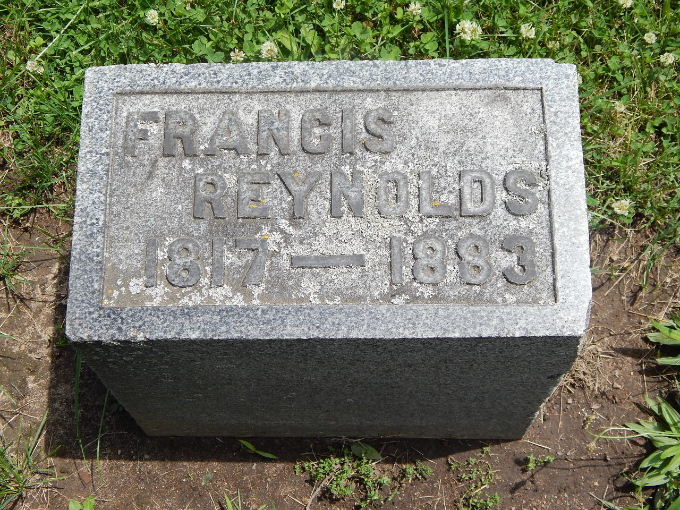 FRANCIS
REYNOLDS
1817 — 1883